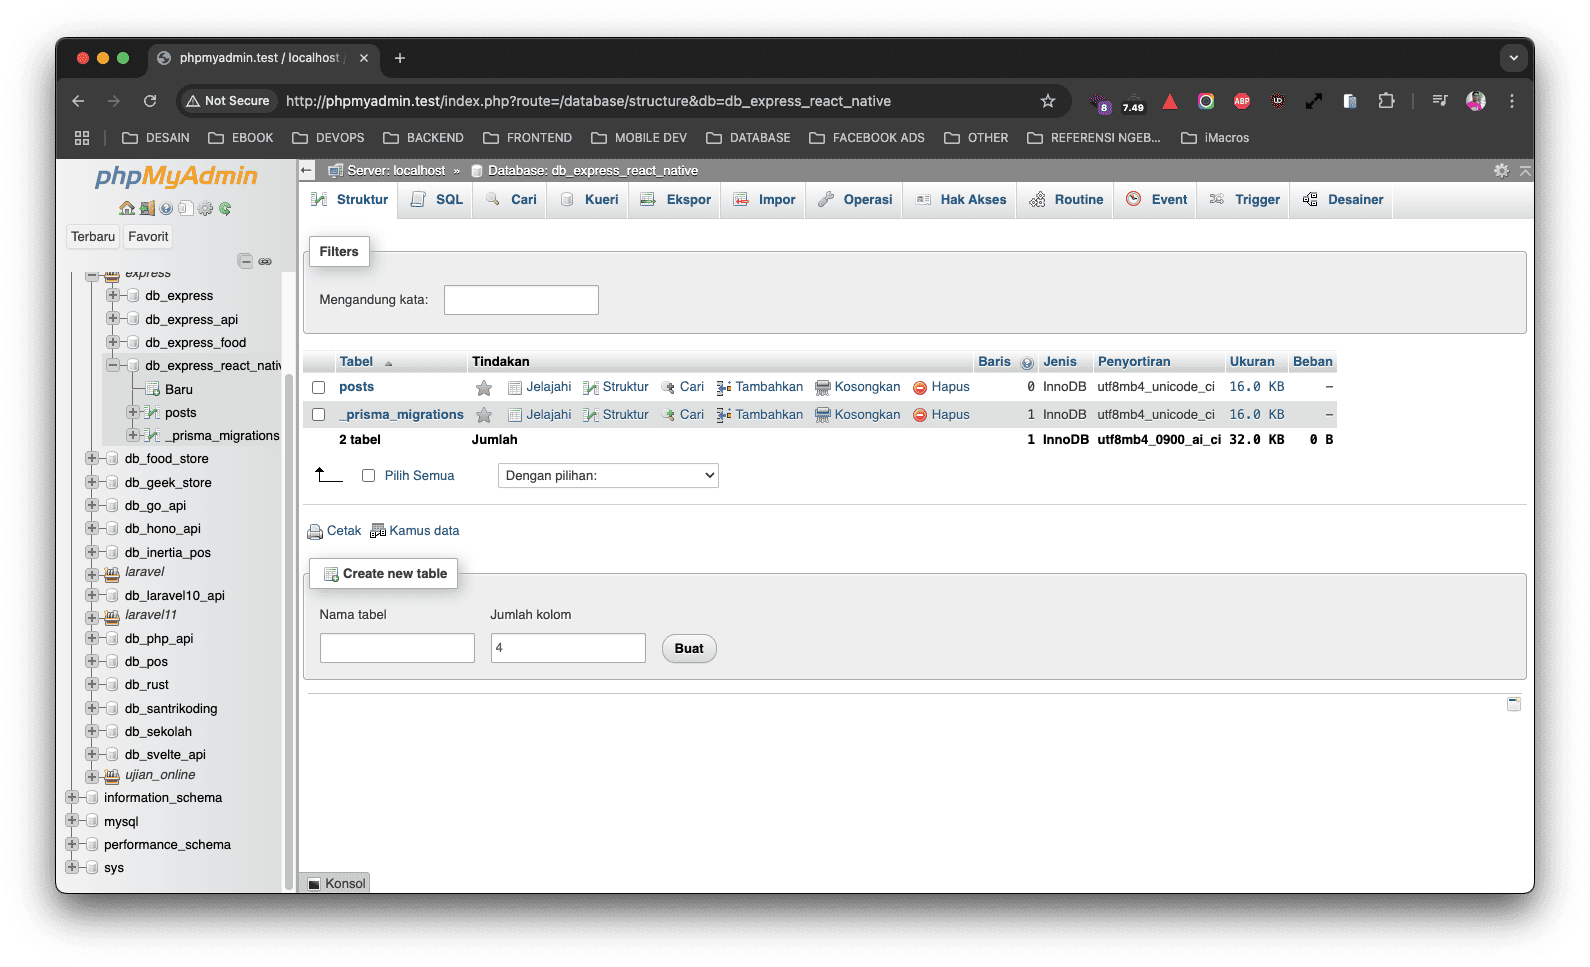 phpmyadmin.test / localhost /
Not Secure
http://phpmyadmin.test/index.php?route=/database/structure&db=db_express_react_native
8
7.49
ABP
DESAIN
EBOOK
DEVOPS
BACKEND
FRONTEND
MOBILE DEV
DATABASE
FACEBOOK ADS
OTHER
REFERENSI NGEB...
iMacros
phpMyAdmin
Terbaru
Favorit
express
db_express
db_express_api
db_express_food
db_express_react_nativ
Baru
posts
_prisma_migrations
db_food_store
db_geek_store
db_go_api
db_hono_api
db_inertia_pos
laravel
db_laravel10_api
laravel11
db_php_api
db_pos
db_rust
db_santrikoding
db_sekolah
db_svelte_api
ujian_online
information_schema
mysql
performance_schema
sys
Server: localhost » Database: db_express_react_native
Struktur
SQL
Cari
Kueri
Ekspor
Impor
Operasi
Hak Akses
Routine
Event
Trigger
Desainer
Filters
Mengandung kata:
Tabel Tindakan Baris Jenis Penyortiran Ukuran Beban
posts Jelajahi Struktur Cari Tambahkan Kosongkan Hapus 0 InnoDB utf8mb4_unicode_ci 16.0 KB –
_prisma_migrations Jelajahi Struktur Cari Tambahkan Kosongkan Hapus 1 InnoDB utf8mb4_unicode_ci 16.0 KB –
2 tabel Jumlah 1 InnoDB utf8mb4_0900_ai_ci 32.0 KB 0 B
Pilih Semua
Dengan pilihan:
Cetak
Kamus data
Create new table
Nama tabel
Jumlah kolom
4
Buat
Konsol